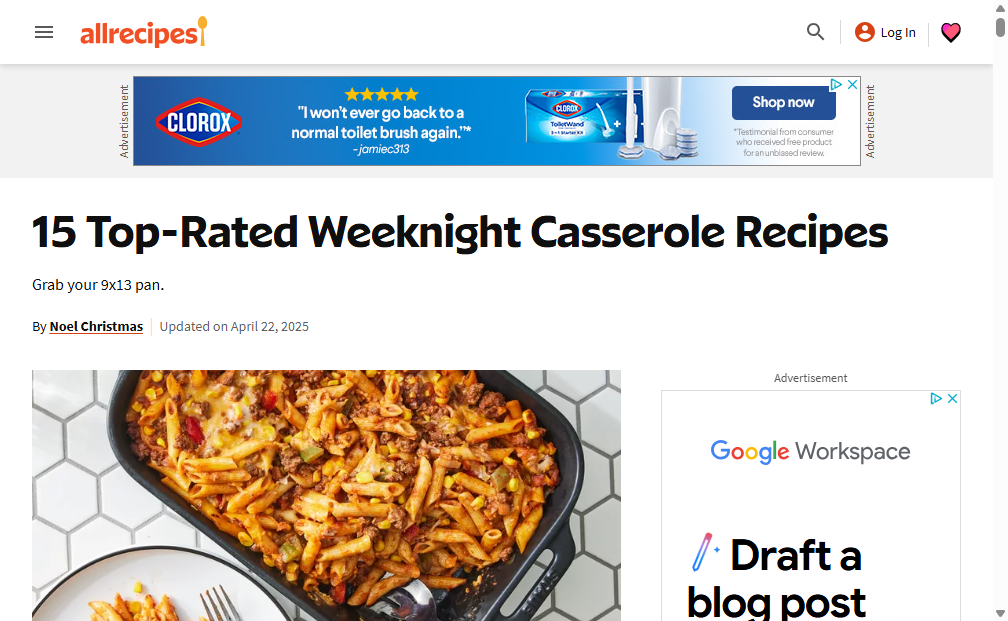 allrecipes
Log In
Advertisement
CLOROX
"I won't ever go back to a
normal toilet brush again."*
-jamiec313
CLOROX
ToiletWand
Shop now
*Testimonial from consumer
who received free product
for an unbiased review.
Advertisement
15 Top-Rated Weeknight Casserole Recipes
Grab your 9x13 pan.
By Noel Christmas
Updated on April 22, 2025
Advertisement
Google Workspace
Draft a
blog post